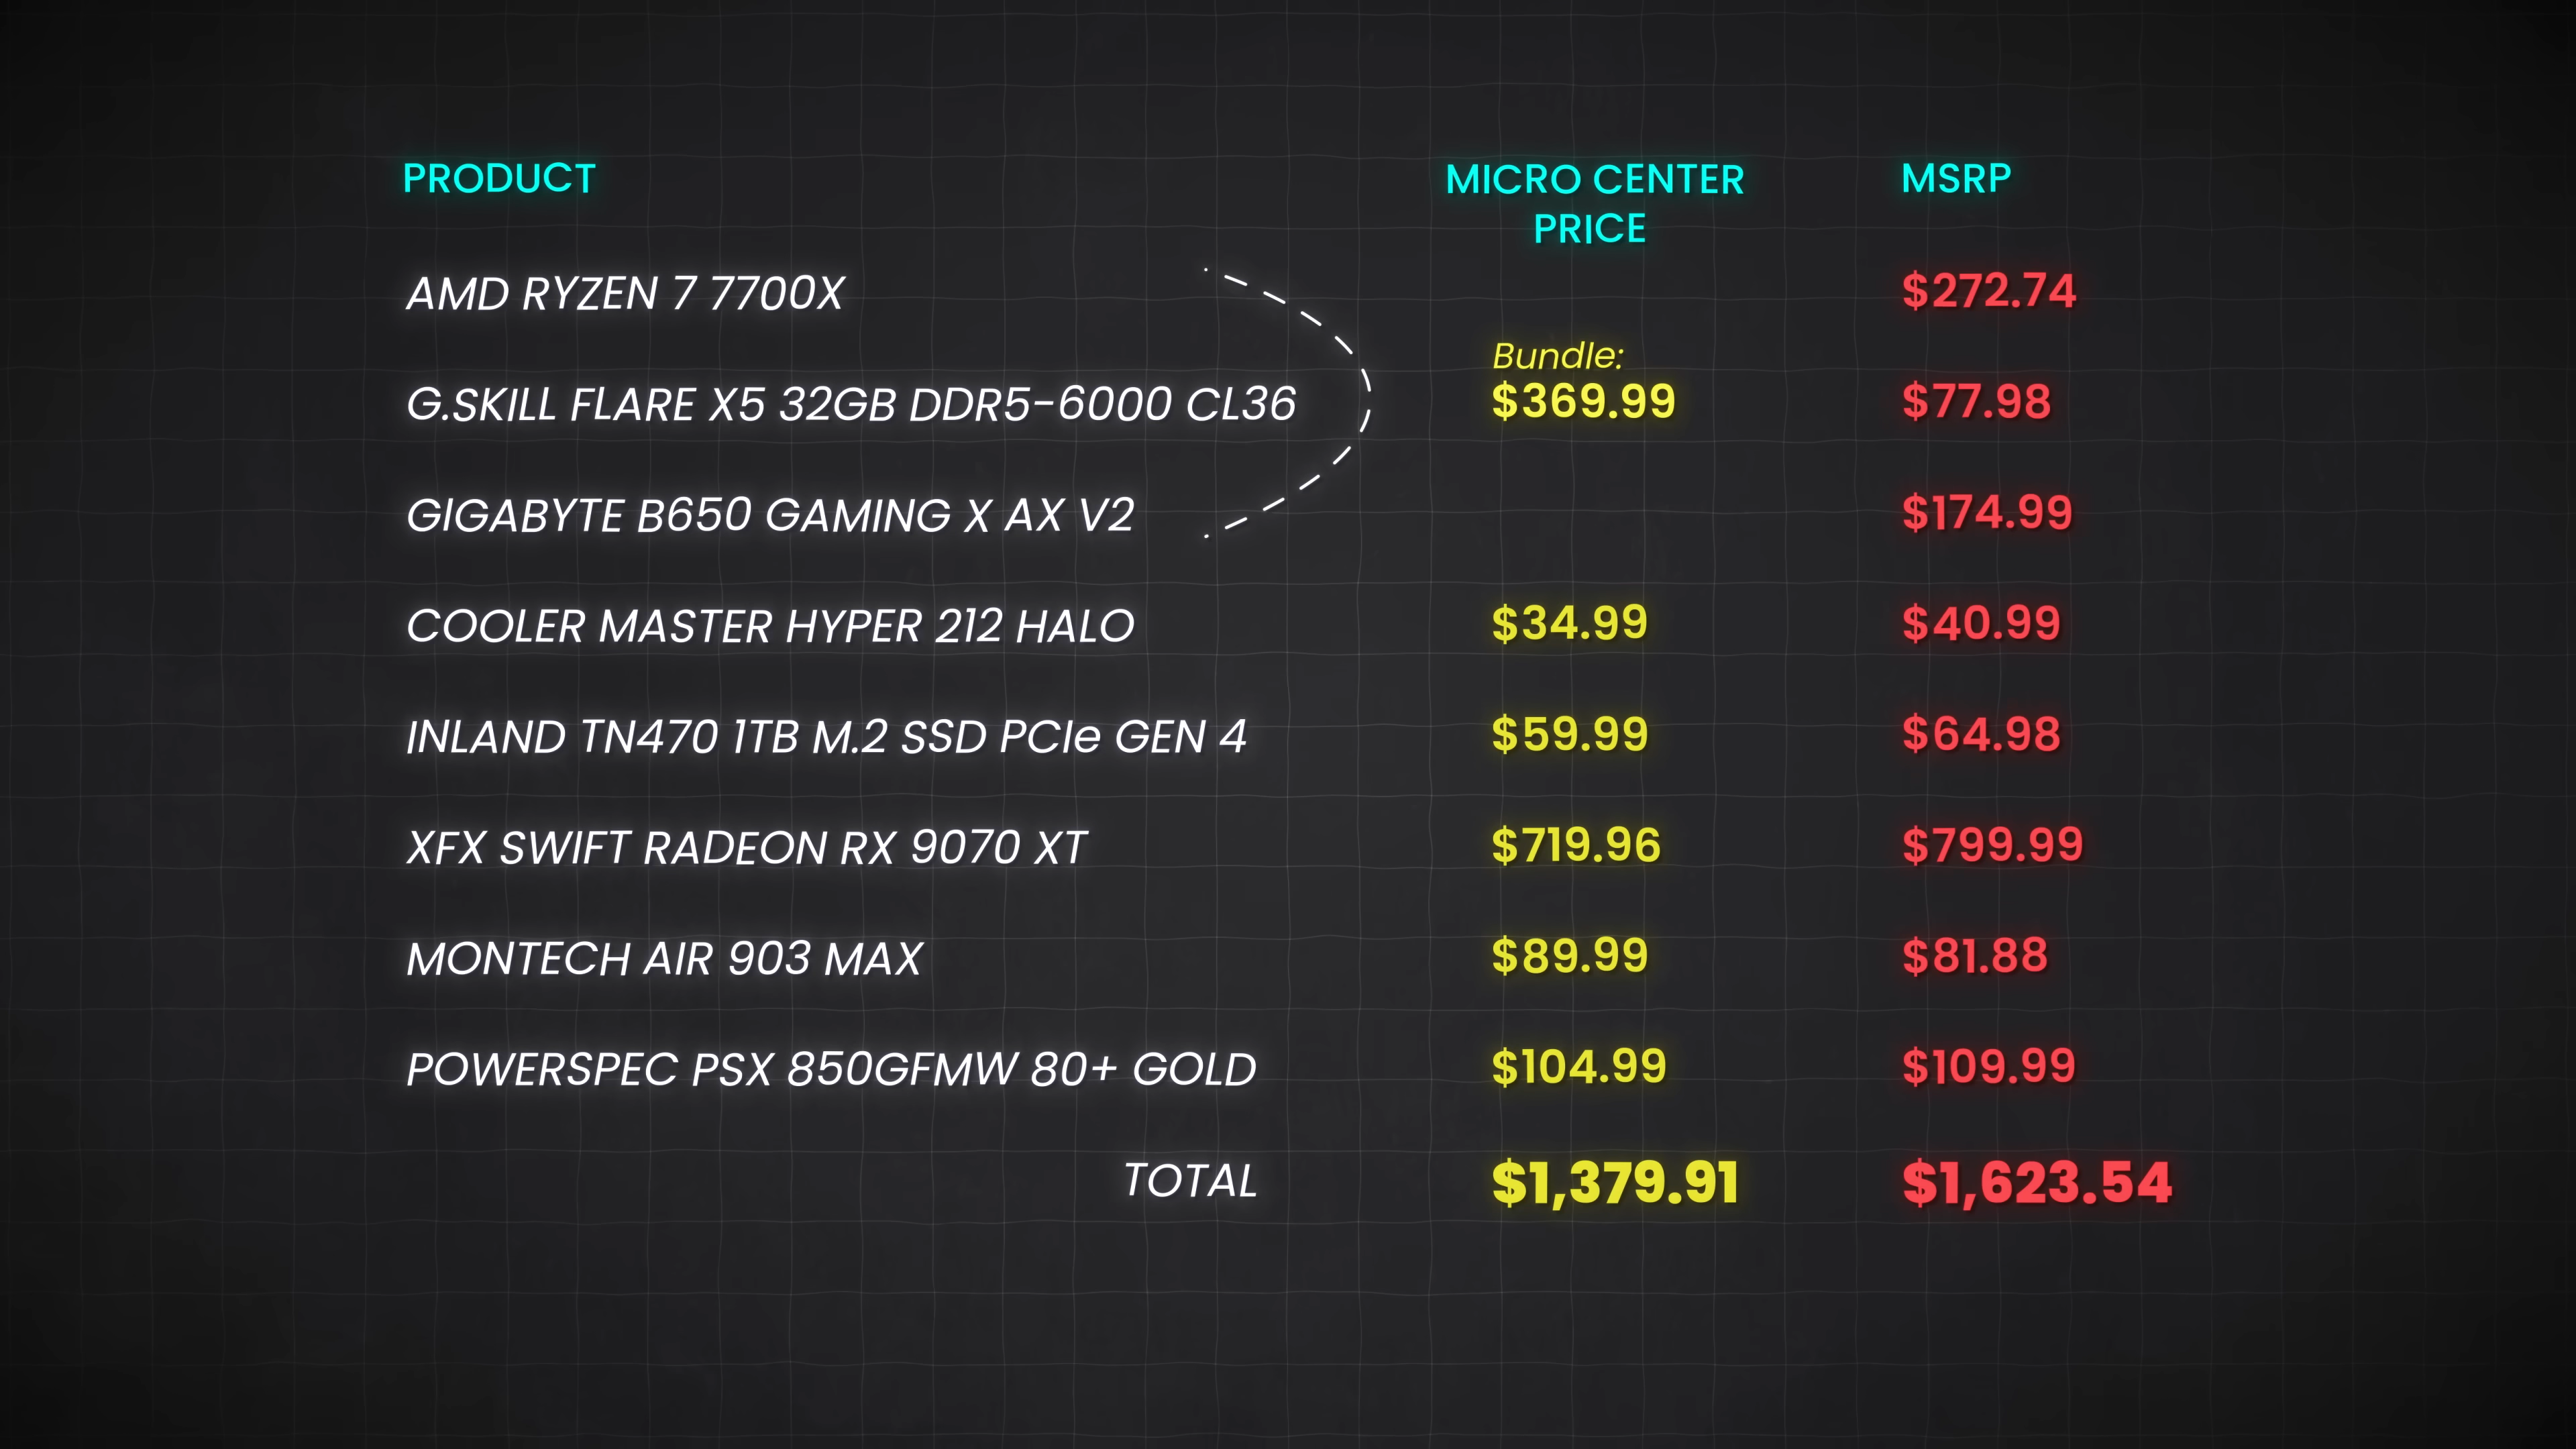 PRODUCT MICRO CENTER PRICE MSRP
AMD RYZEN 7 7700X $272.74
Bundle:
G.SKILL FLARE X5 32GB DDR5-6000 CL36 $369.99 $77.98
GIGABYTE B650 GAMING X AX V2 $174.99
COOLER MASTER HYPER 212 HALO $34.99 $40.99
INLAND TN470 1TB M.2 SSD PCIe GEN 4 $59.99 $64.98
XFX SWIFT RADEON RX 9070 XT $719.96 $799.99
MONTECH AIR 903 MAX $89.99 $81.88
POWERSPEC PSX 850GFMW 80+ GOLD $104.99 $109.99
TOTAL $1,379.91 $1,623.54